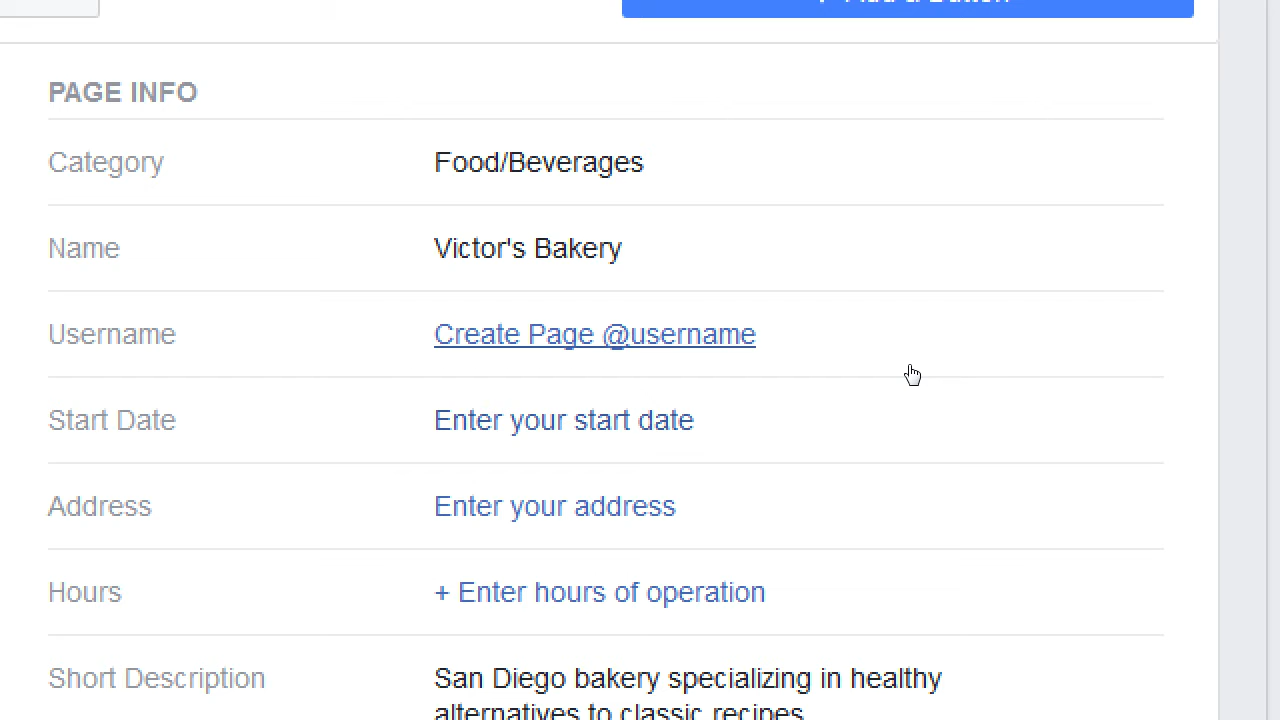 + Add a Button
PAGE INFO
Category Food/Beverages
Name Victor's Bakery
Username Create Page @username
Start Date Enter your start date
Address Enter your address
Hours + Enter hours of operation
Short Description San Diego bakery specializing in healthy
alternatives to classic recipes